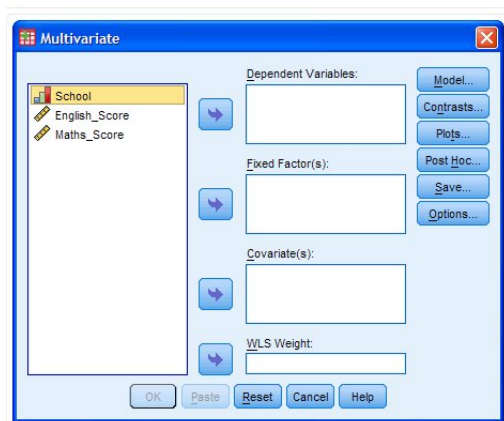 Multivariate
School
English_Score
Maths_Score
Dependent Variables:
Fixed Factor(s):
Covariate(s):
WLS Weight:
Model...
Contrasts...
Plots...
Post Hoc...
Save...
Options...
OK Paste Reset Cancel Help